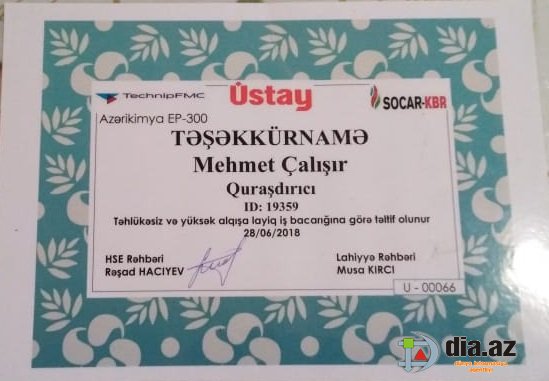 TechnipFMC Üstay SOCAR-KBR
Azərikimya EP-300
TƏŞƏKKÜRNAMƏ
Mehmet Çalışır
Quraşdırıcı
ID: 19359
Təhlükəsiz və yüksək alqışa layiq iş bacarığına görə təltif olunur
28/06/2018
HSE Rəhbəri Lahiyyə Rəhbəri
Rəşad HACIYEV Musa KIRCI
U - 00066
dia.az